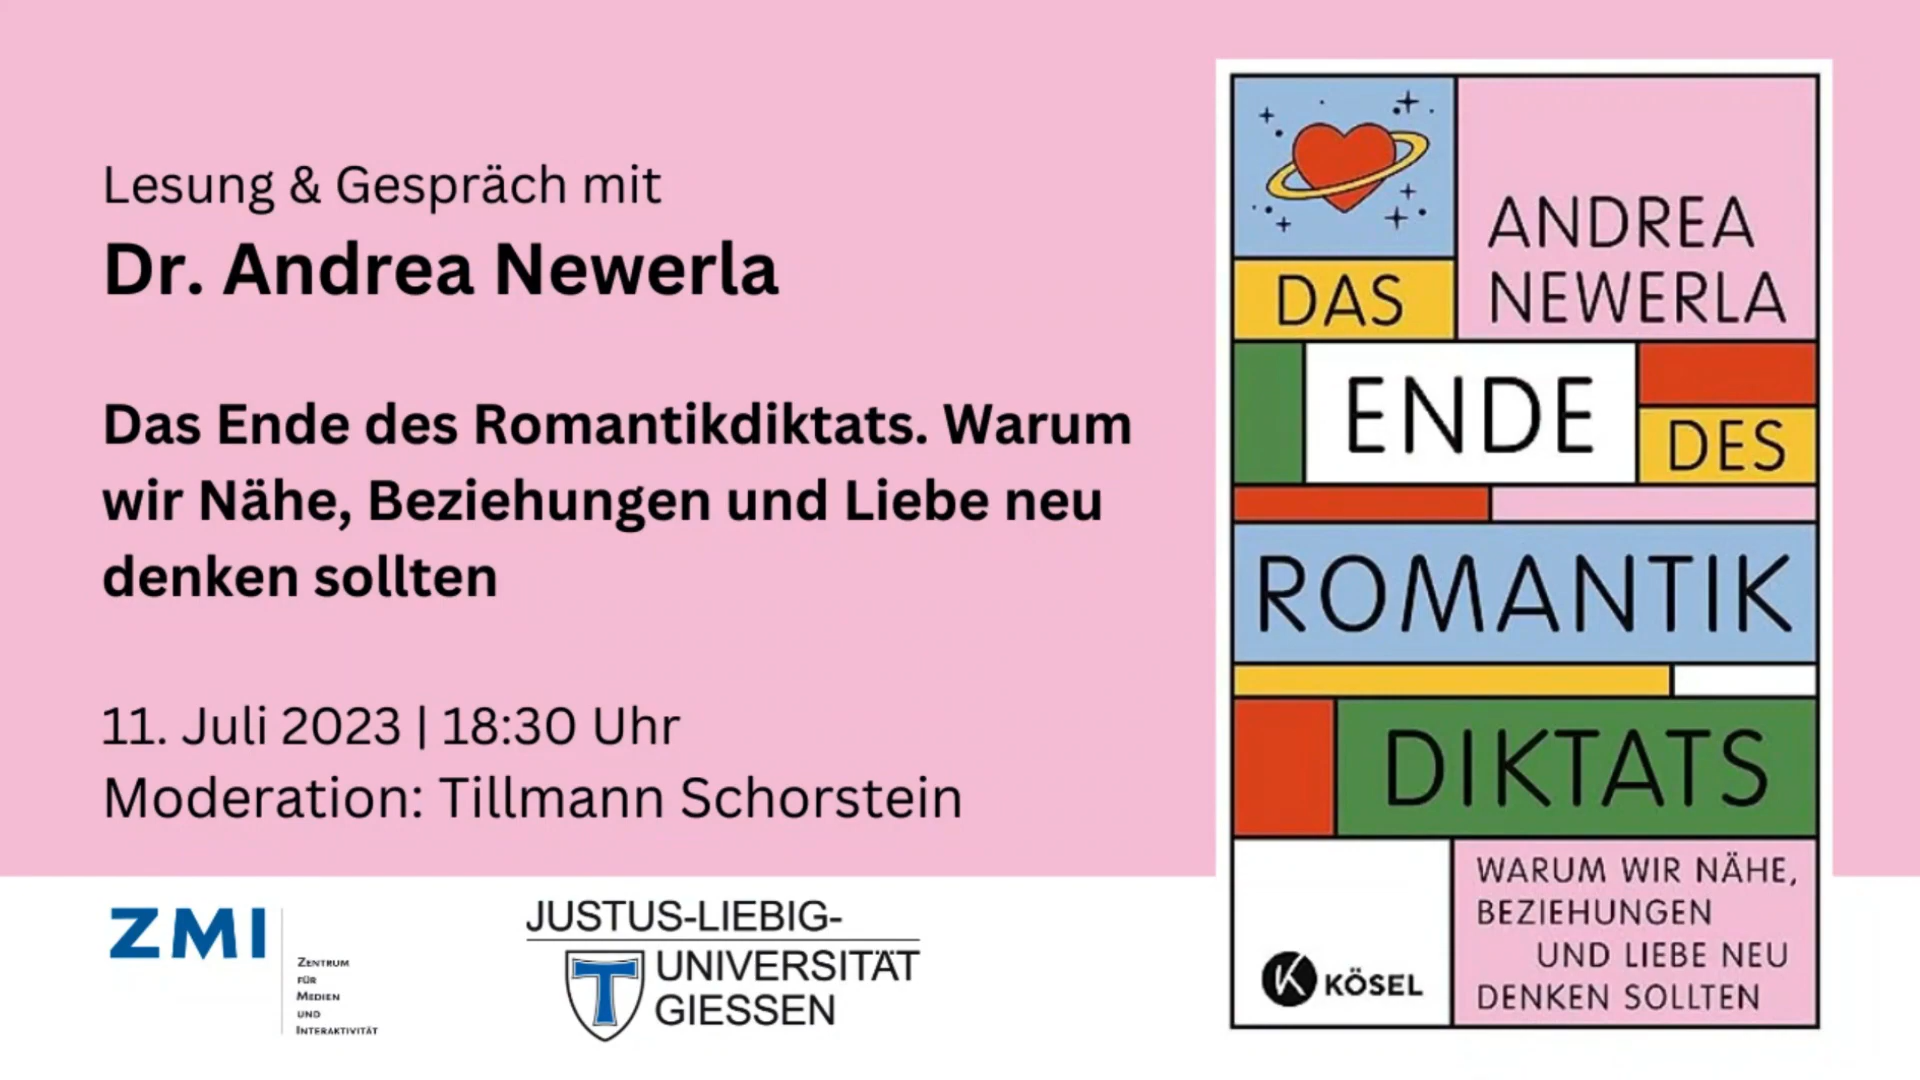 Lesung & Gespräch mit
Dr. Andrea Newerla
Das Ende des Romantikdiktats. Warum
wir Nähe, Beziehungen und Liebe neu
denken sollten
11. Juli 2023 | 18:30 Uhr
Moderation: Tillmann Schorstein
ZMI
ZENTRUM
FÜR
MEDIEN
UND
INTERAKTIVITÄT
JUSTUS-LIEBIG-
UNIVERSITÄT
GIESSEN
ANDREA
NEWERLA
DAS
ENDE
DES
ROMANTIK
DIKTATS
WARUM WIR NÄHE,
BEZIEHUNGEN
UND LIEBE NEU
DENKEN SOLLTEN
KÖSEL